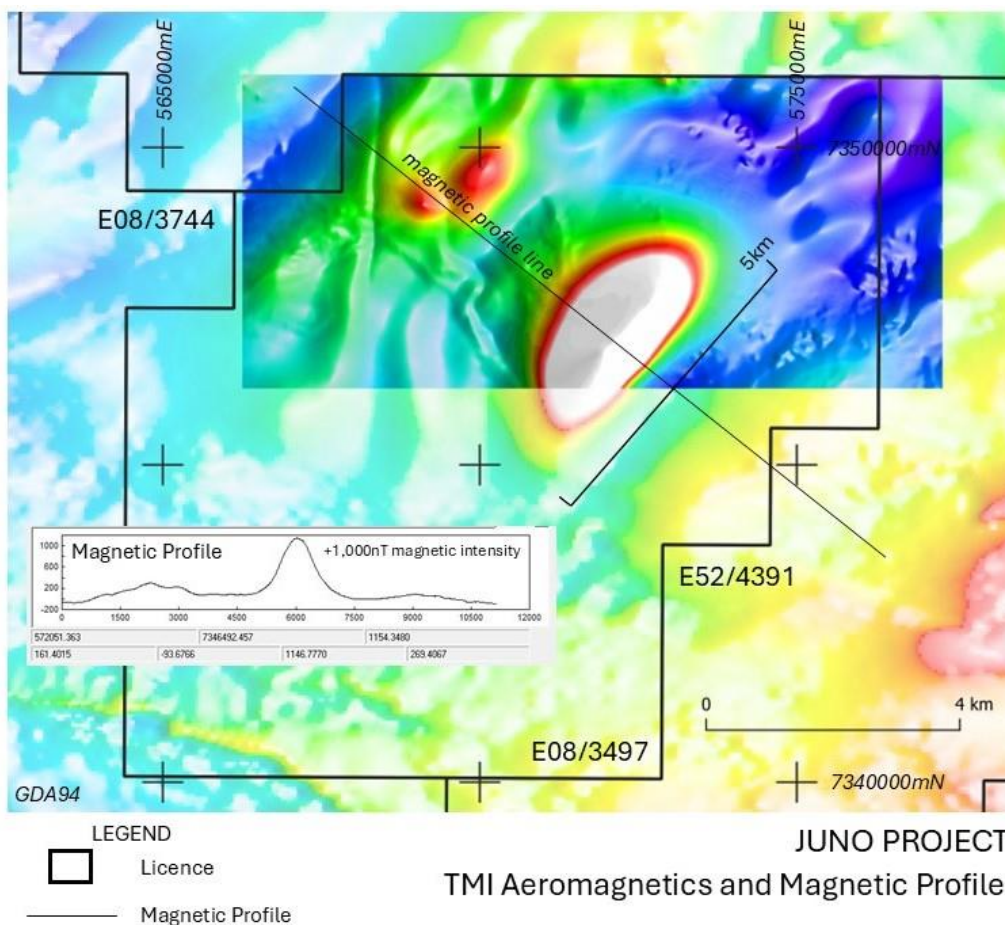 565000mE
575000mE
7350000mN
magnetic profile line
E08/3744
5km
Magnetic Profile
+1,000nT magnetic intensity
1000
600
200
-200
0 1500 3000 4500 6000 7500 9000 10500 12000
572051.363 7346492.457 1154.3480
161.4015 -93.6766 1146.7770 269.4067
E52/4391
0 4 km
E08/3497
GDA94
7340000mN
LEGEND
Licence
Magnetic Profile
JUNO PROJECT
TMI Aeromagnetics and Magnetic Profile